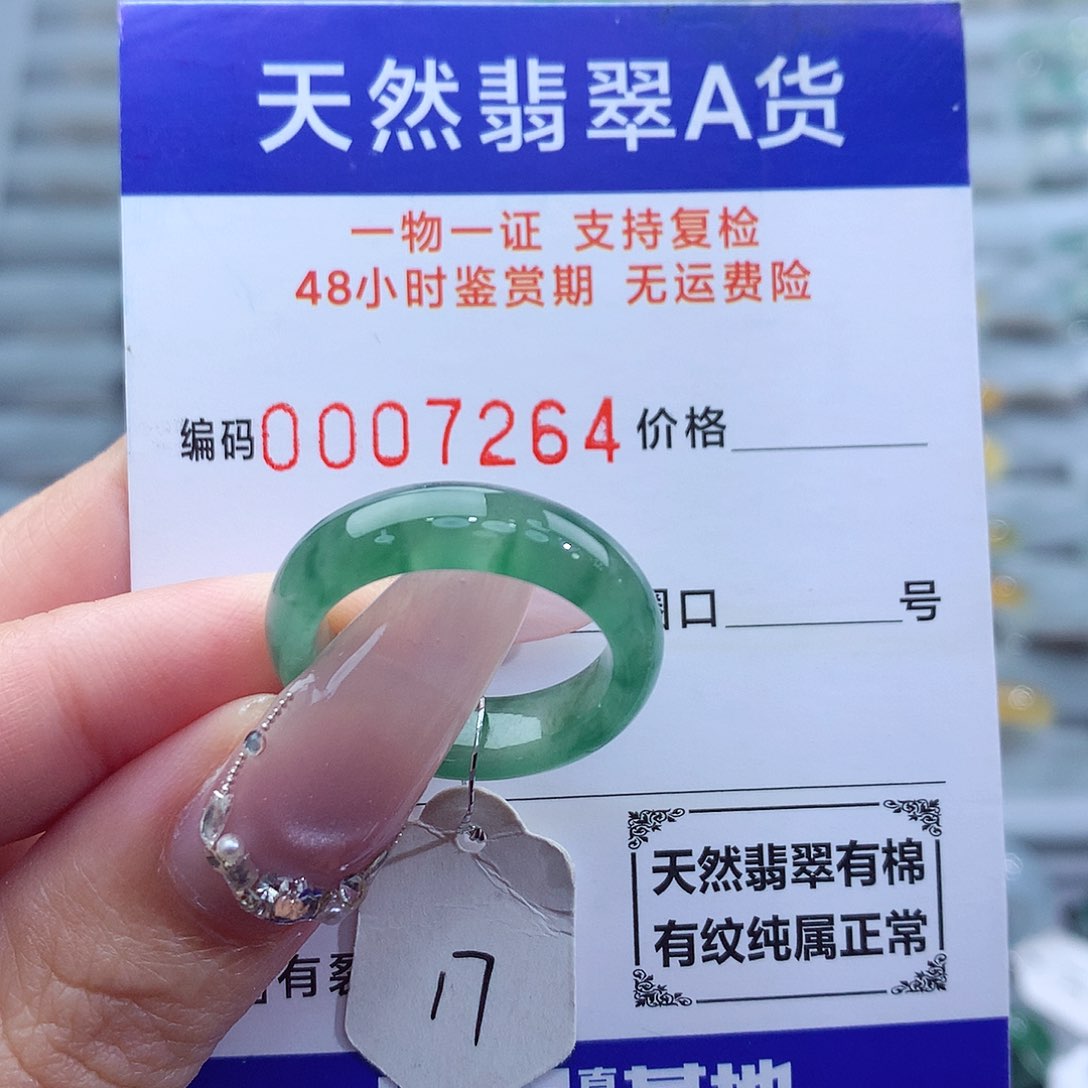 天然翡翠A货
一物一证 支持复检
48小时鉴赏期 无运费险
编码0007264 价格
口 号
天然翡翠有棉
有纹纯属正常
有裂
17
基地